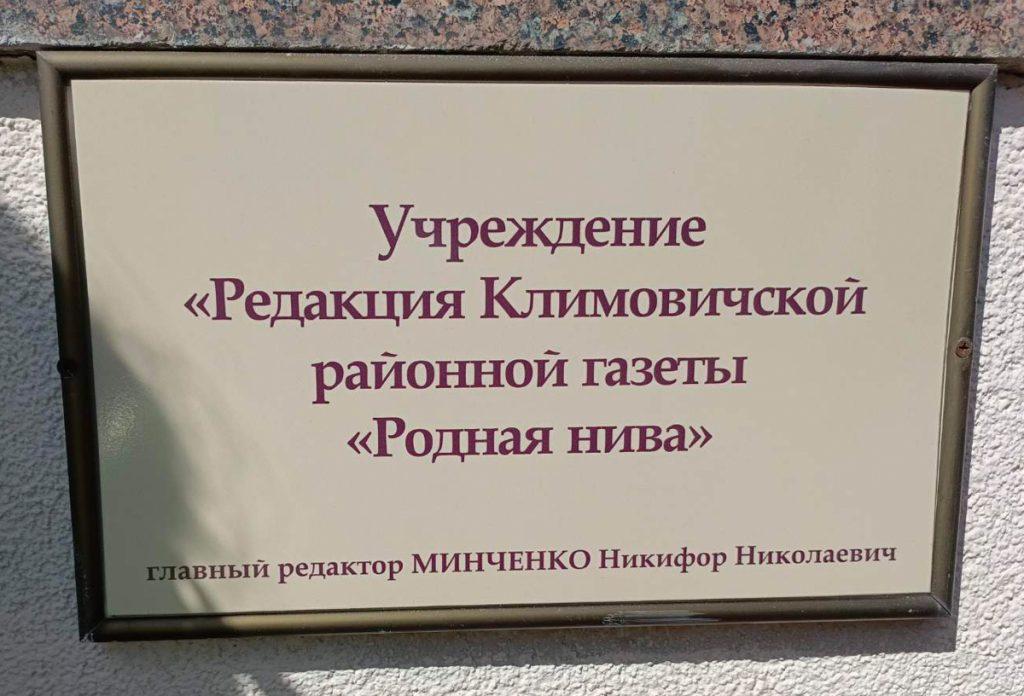 Учреждение
«Редакция Климовичской
районной газеты
«Родная нива»
главный редактор МИНЧЕНКО Никифор Николаевич